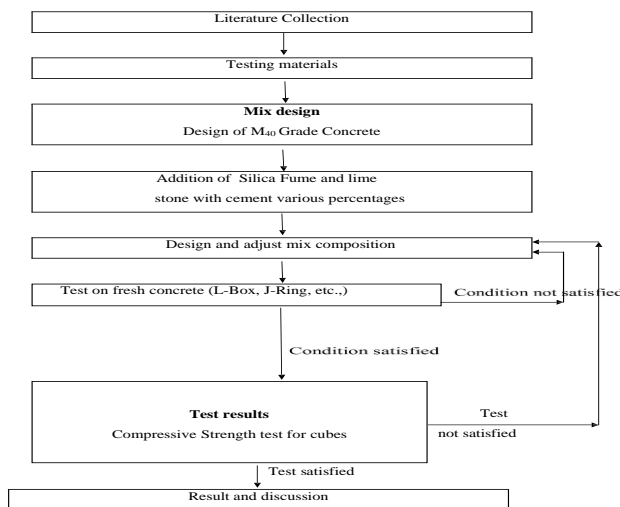 Literature Collection
Testing materials
Mix design
Design of M₄₀ Grade Concrete
Addition of Silica Fume and lime
stone with cement various percentages
Design and adjust mix composition
Test on fresh concrete (L-Box, J-Ring, etc.,)
Condition not satisfied
Condition satisfied
Test results
Compressive Strength test for cubes
Test
not satisfied
Test satisfied
Result and discussion